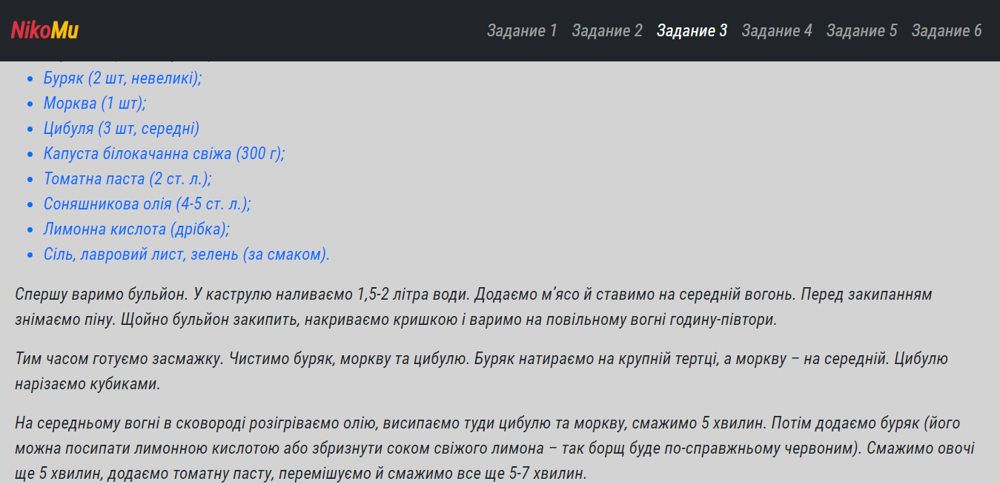 NikoMu
Задание 1 Задание 2 Задание 3 Задание 4 Задание 5 Задание 6
Буряк (2 шт, невеликі);
Морква (1 шт);
Цибуля (3 шт, середні)
Капуста білокачанна свіжа (300 г);
Томатна паста (2 ст. л.);
Соняшникова олія (4-5 ст. л.);
Лимонна кислота (дрібка);
Сіль, лавровий лист, зелень (за смаком).
Спершу варимо бульйон. У каструлю наливаємо 1,5-2 літра води. Додаємо м’ясо й ставимо на середній вогонь. Перед закипанням
знімаємо піну. Щойно бульйон закипить, накриваємо кришкою і варимо на повільному вогні годину-півтори.
Тим часом готуємо засмажку. Чистимо буряк, моркву та цибулю. Буряк натираємо на крупній тертці, а моркву – на середній. Цибулю
нарізаємо кубиками.
На середньому вогні в сковороді розігріваємо олію, висипаємо туди цибулю та моркву, смажимо 5 хвилин. Потім додаємо буряк (його
можна посипати лимонною кислотою або збризнути соком свіжого лимона – так борщ буде по-справжньому червоним). Смажимо овочі
ще 5 хвилин, додаємо томатну пасту, перемішуємо й смажимо все ще 5-7 хвилин.